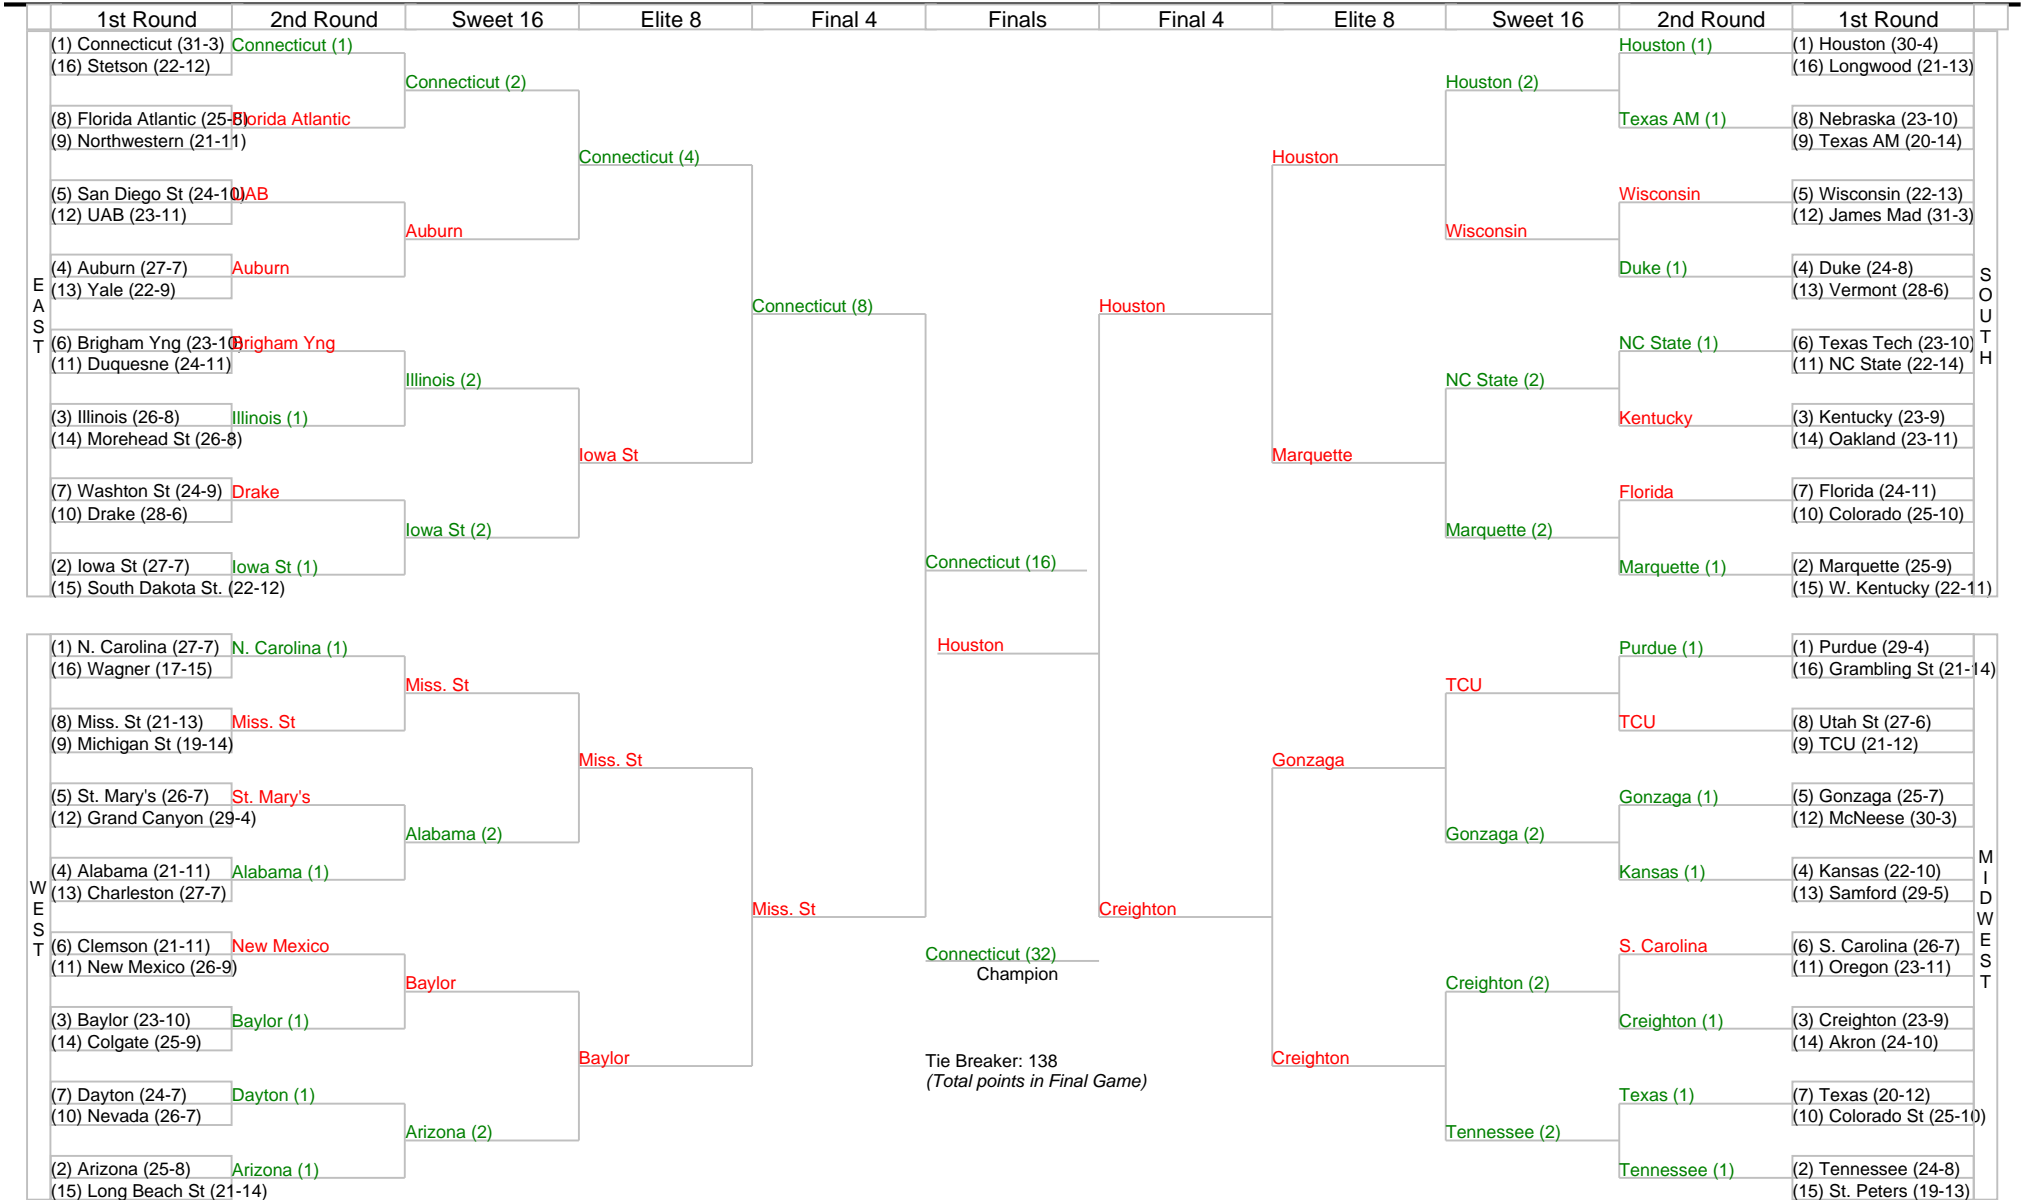 1st Round 2nd Round Sweet 16 Elite 8 Final 4 Finals Final 4 Elite 8 Sweet 16 2nd Round 1st Round
EAST
(1) Connecticut (31-3)
(16) Stetson (22-12)
(8) Florida Atlantic (25-8)
(9) Northwestern (21-11)
(5) San Diego St (24-10)
(12) UAB (23-11)
(4) Auburn (27-7)
(13) Yale (22-9)
(6) Brigham Yng (23-10)
(11) Duquesne (24-11)
(3) Illinois (26-8)
(14) Morehead St (26-8)
(7) Washton St (24-9)
(10) Drake (28-6)
(2) Iowa St (27-7)
(15) South Dakota St. (22-12)
Connecticut (1)
Florida Atlantic
UAB
Auburn
Brigham Yng
Illinois (1)
Drake
Iowa St (1)
Connecticut (2)
Auburn
Illinois (2)
Iowa St (2)
Connecticut (4)
Iowa St
Connecticut (8)
WEST
(1) N. Carolina (27-7)
(16) Wagner (17-15)
(8) Miss. St (21-13)
(9) Michigan St (19-14)
(5) St. Mary's (26-7)
(12) Grand Canyon (29-4)
(4) Alabama (21-11)
(13) Charleston (27-7)
(6) Clemson (21-11)
(11) New Mexico (26-9)
(3) Baylor (23-10)
(14) Colgate (25-9)
(7) Dayton (24-7)
(10) Nevada (26-7)
(2) Arizona (25-8)
(15) Long Beach St (21-14)
N. Carolina (1)
Miss. St
St. Mary's
Alabama (1)
New Mexico
Baylor (1)
Dayton (1)
Arizona (1)
Miss. St
Alabama (2)
Baylor
Arizona (2)
Miss. St
Baylor
Miss. St
Connecticut (16)
Houston
Connecticut (32)
Champion
Tie Breaker: 138
(Total points in Final Game)
Houston
Houston
Marquette
Houston (2)
Wisconsin
NC State (2)
Marquette (2)
Houston (1)
Texas AM (1)
Wisconsin
Duke (1)
NC State (1)
Kentucky
Florida
Marquette (1)
(1) Houston (30-4)
(16) Longwood (21-13)
(8) Nebraska (23-10)
(9) Texas AM (20-14)
(5) Wisconsin (22-13)
(12) James Mad (31-3)
(4) Duke (24-8)
(13) Vermont (28-6)
(6) Texas Tech (23-10)
(11) NC State (22-14)
(3) Kentucky (23-9)
(14) Oakland (23-11)
(7) Florida (24-11)
(10) Colorado (25-10)
(2) Marquette (25-9)
(15) W. Kentucky (22-11)
SOUTH
Creighton
Gonzaga
Creighton
TCU
Gonzaga (2)
Creighton (2)
Tennessee (2)
Purdue (1)
TCU
Gonzaga (1)
Kansas (1)
S. Carolina
Creighton (1)
Texas (1)
Tennessee (1)
(1) Purdue (29-4)
(16) Grambling St (21-14)
(8) Utah St (27-6)
(9) TCU (21-12)
(5) Gonzaga (25-7)
(12) McNeese (30-3)
(4) Kansas (22-10)
(13) Samford (29-5)
(6) S. Carolina (26-7)
(11) Oregon (23-11)
(3) Creighton (23-9)
(14) Akron (24-10)
(7) Texas (20-12)
(10) Colorado St (25-10)
(2) Tennessee (24-8)
(15) St. Peters (19-13)
MIDWEST